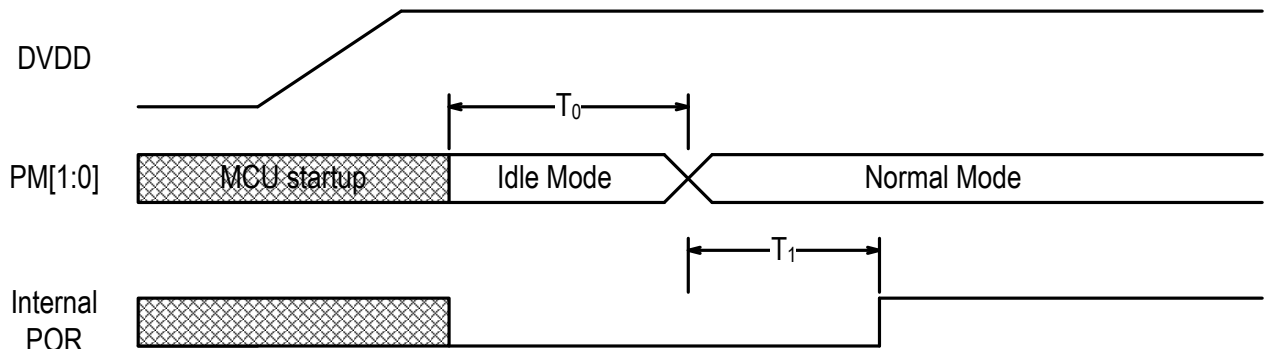 DVDD
T₀
PM[1:0]
MCU startup
Idle Mode
Normal Mode
T₁
Internal
POR